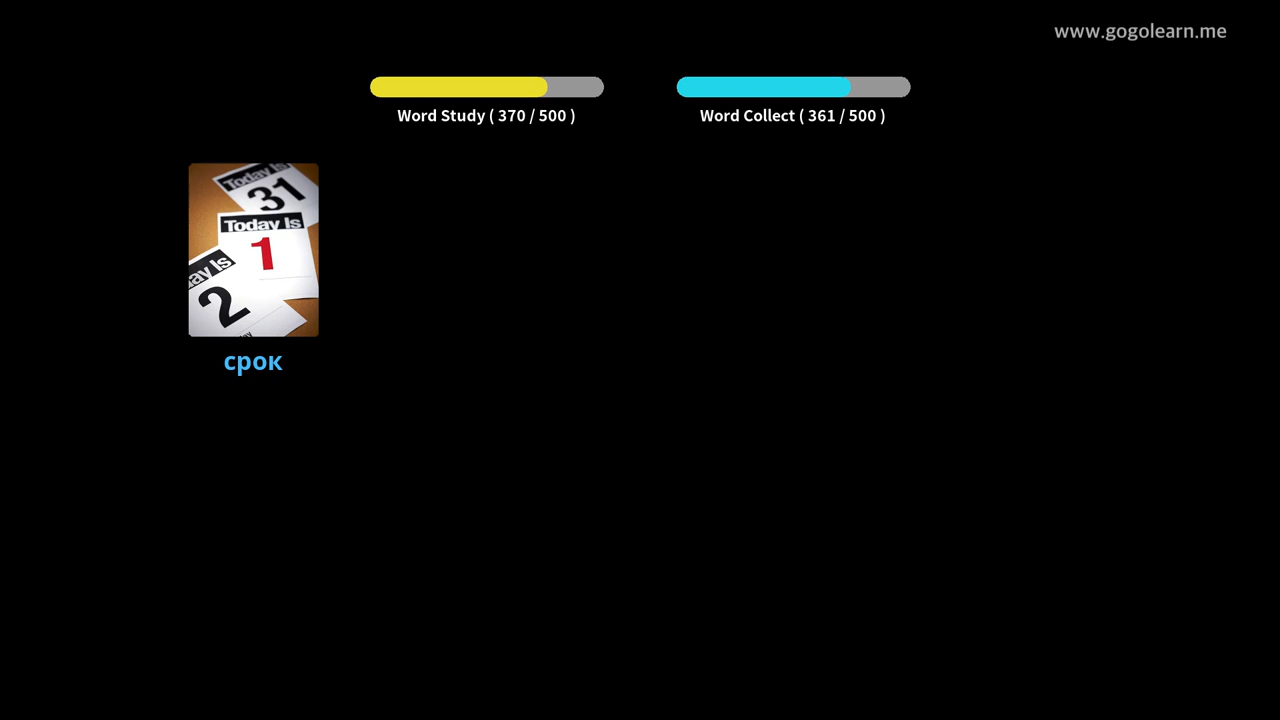 www.gogolearn.me
Word Study ( 370 / 500 )
Word Collect ( 361 / 500 )
Today Is
31
Today Is
1
ay Is
2
срок